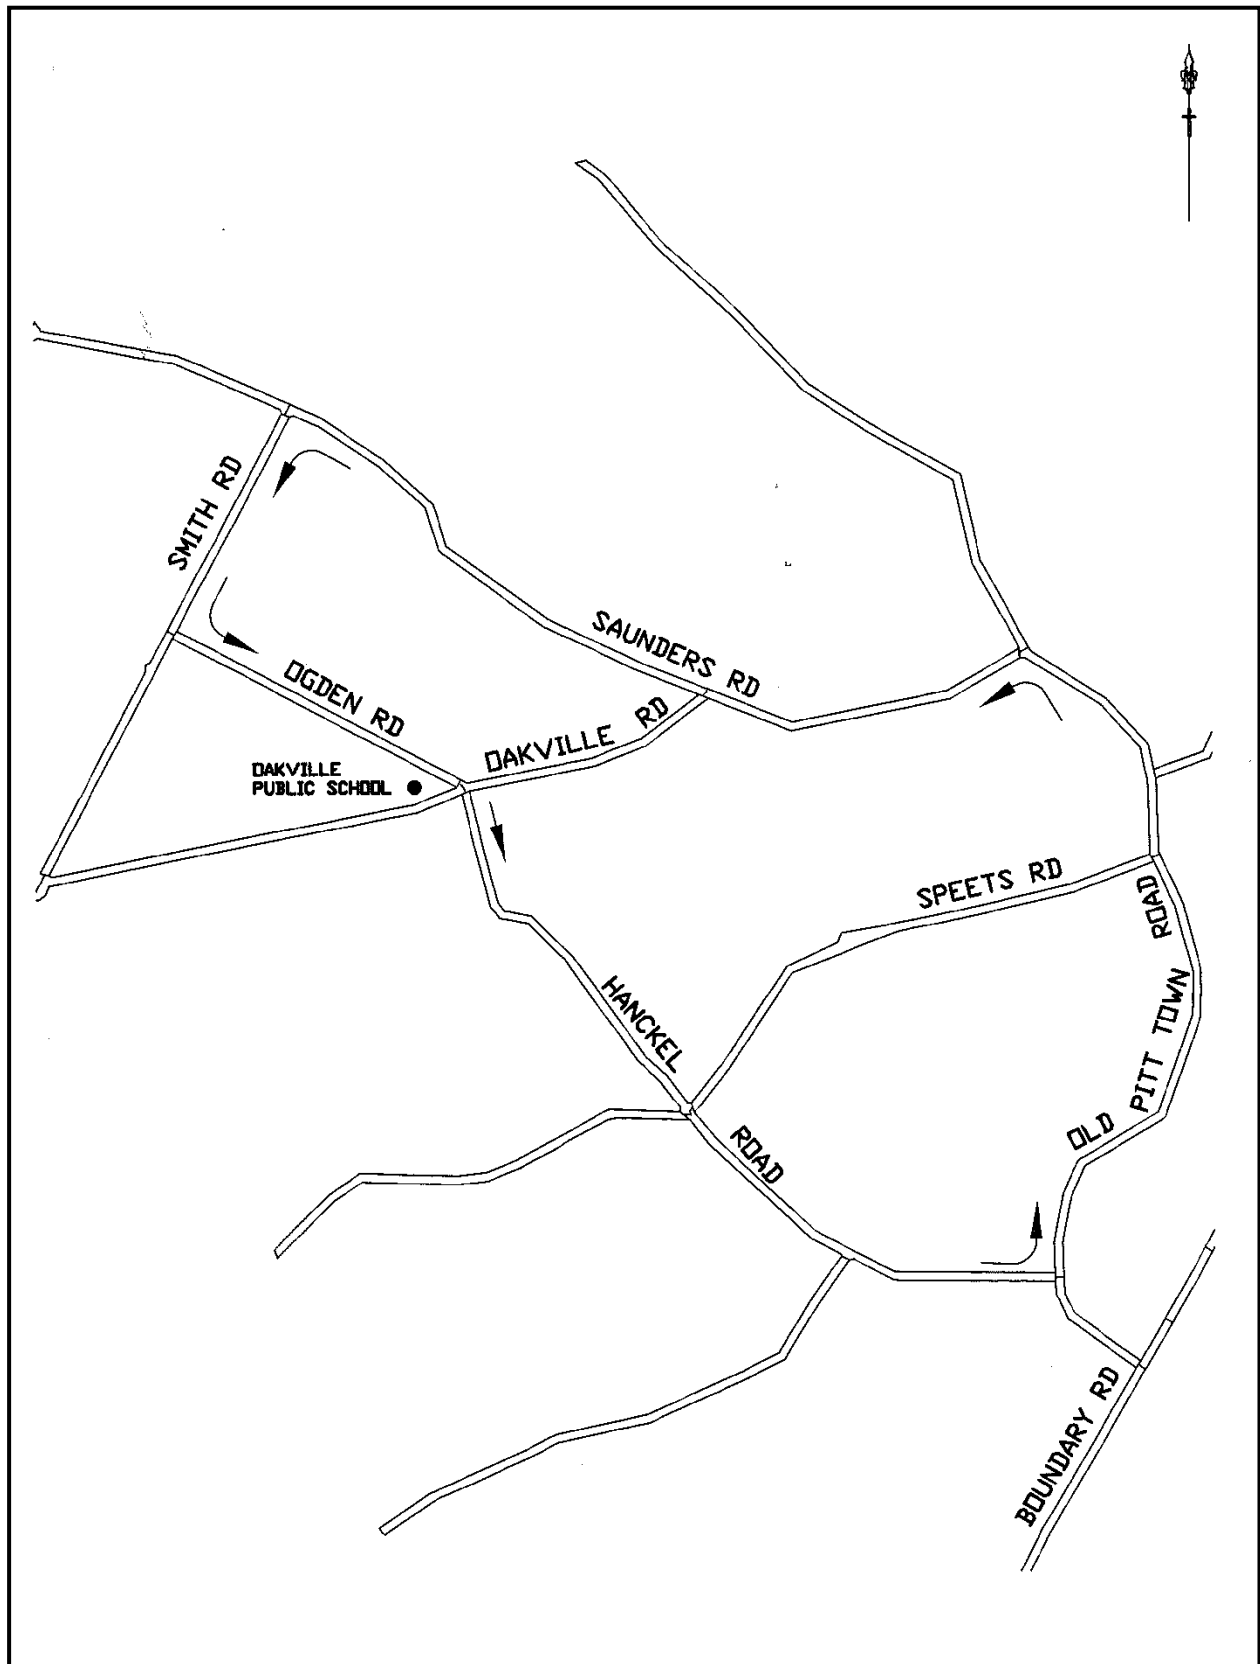 SMITH RD
SAUNDERS RD
OGDEN RD
OAKVILLE RD
OAKVILLE
PUBLIC SCHOOL
SPEETS RD
HANCKEL
ROAD
OLD PITT TOWN ROAD
BOUNDARY RD